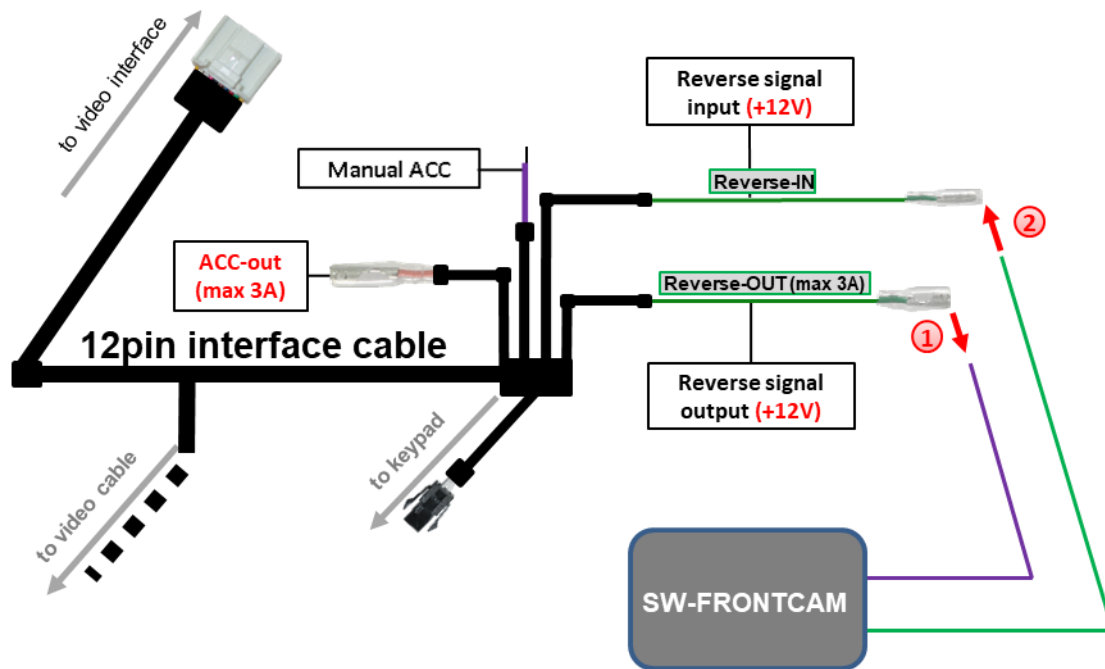 to video interface
Reverse signal
input (+12V)
Manual ACC
Reverse-IN
2
ACC-out
(max 3A)
Reverse-OUT(max 3A)
1
12pin interface cable
Reverse signal
output (+12V)
to keypad
to video cable
SW-FRONTCAM